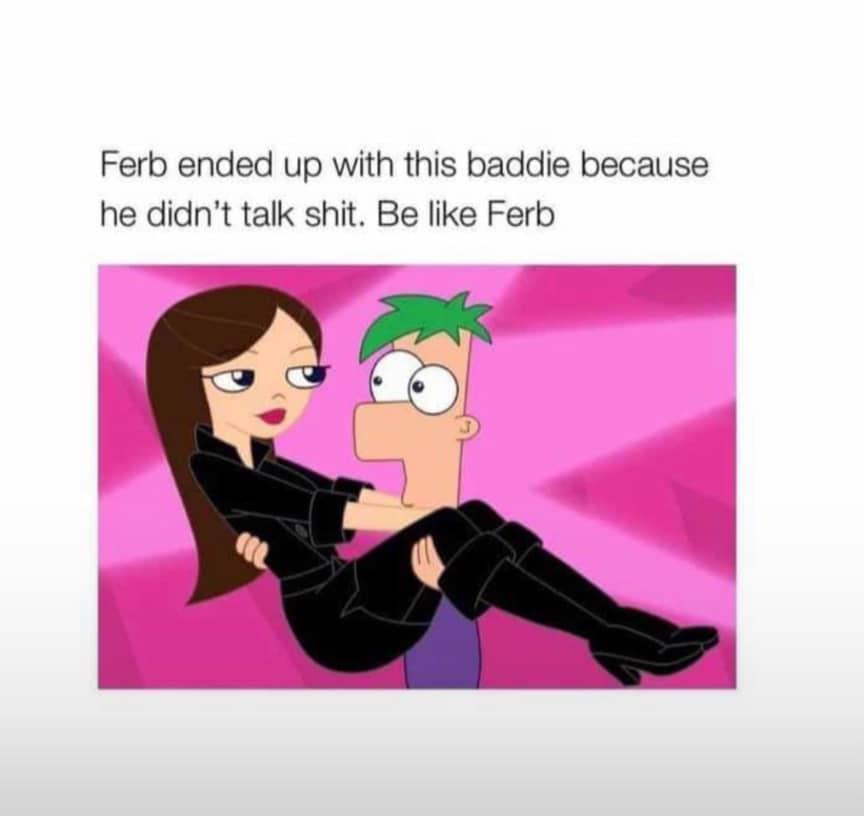 Ferb ended up with this baddie because
he didn't talk shit. Be like Ferb